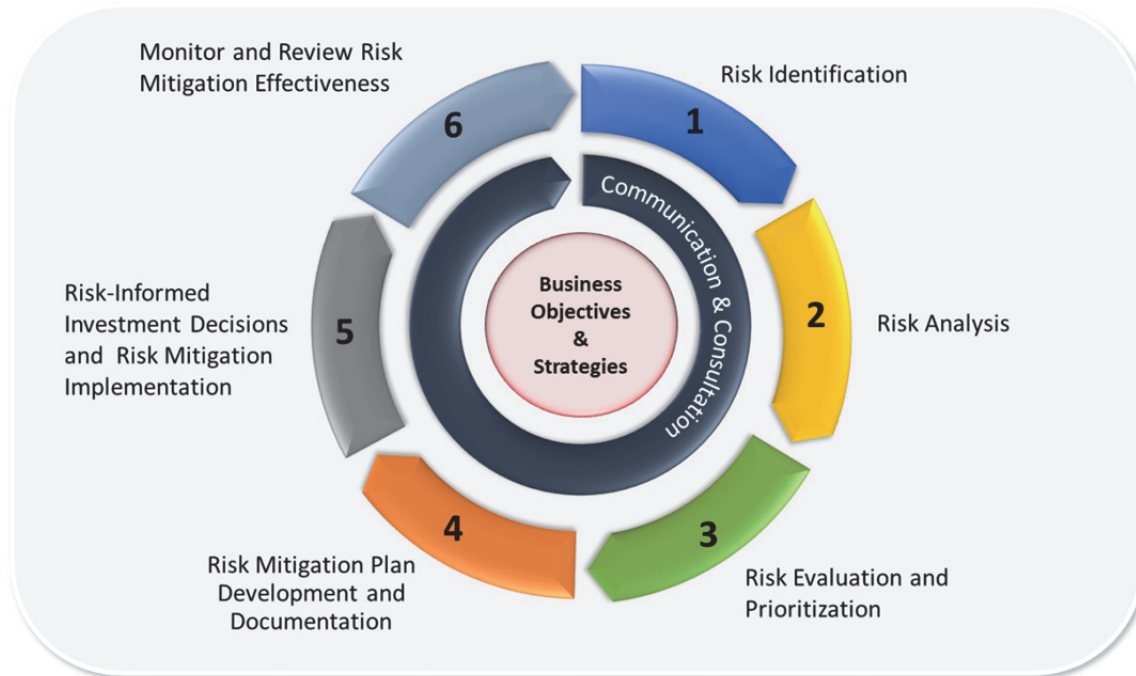 Monitor and Review Risk
Mitigation Effectiveness
6
1
Risk Identification
Communication & Consultation
2
Risk Analysis
Business
Objectives
&
Strategies
Risk-Informed
Investment Decisions
and Risk Mitigation
Implementation
5
4
Risk Mitigation Plan
Development and
Documentation
3
Risk Evaluation and
Prioritization